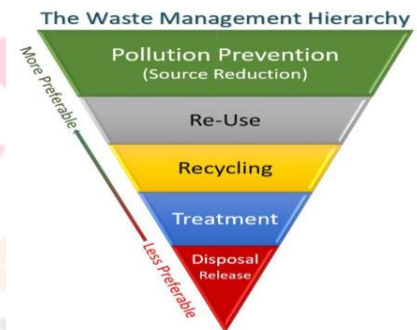 The Waste Management Hierarchy
Pollution Prevention
(Source Reduction)
More Preferable
Re-Use
Recycling
Treatment
Less Preferable
Disposal
Release